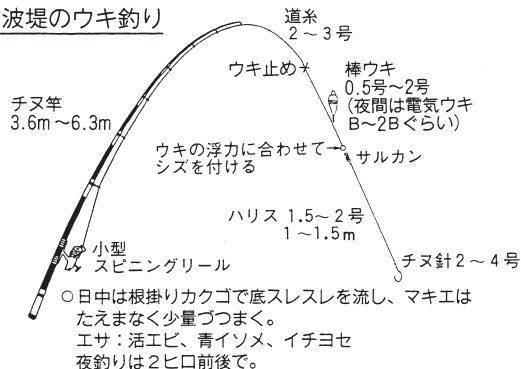 波堤のウキ釣り
道糸
2〜3号
ウキ止め
棒ウキ
0.5号〜2号
(夜間は電気ウキ
B〜2Bぐらい)
チヌ竿
3.6m〜6.3m
ウキの浮力に合わせて
シズを付ける
サルカン
ハリス 1.5〜2号
1〜1.5m
小型
スピニングリール
チヌ針2〜4号
○日中は根掛りカクゴで底スレスレを流し、マキエは
たえまなく少量づつまく。
エサ：活エビ、青イソメ、イチヨセ
夜釣りは2ヒロ前後で。